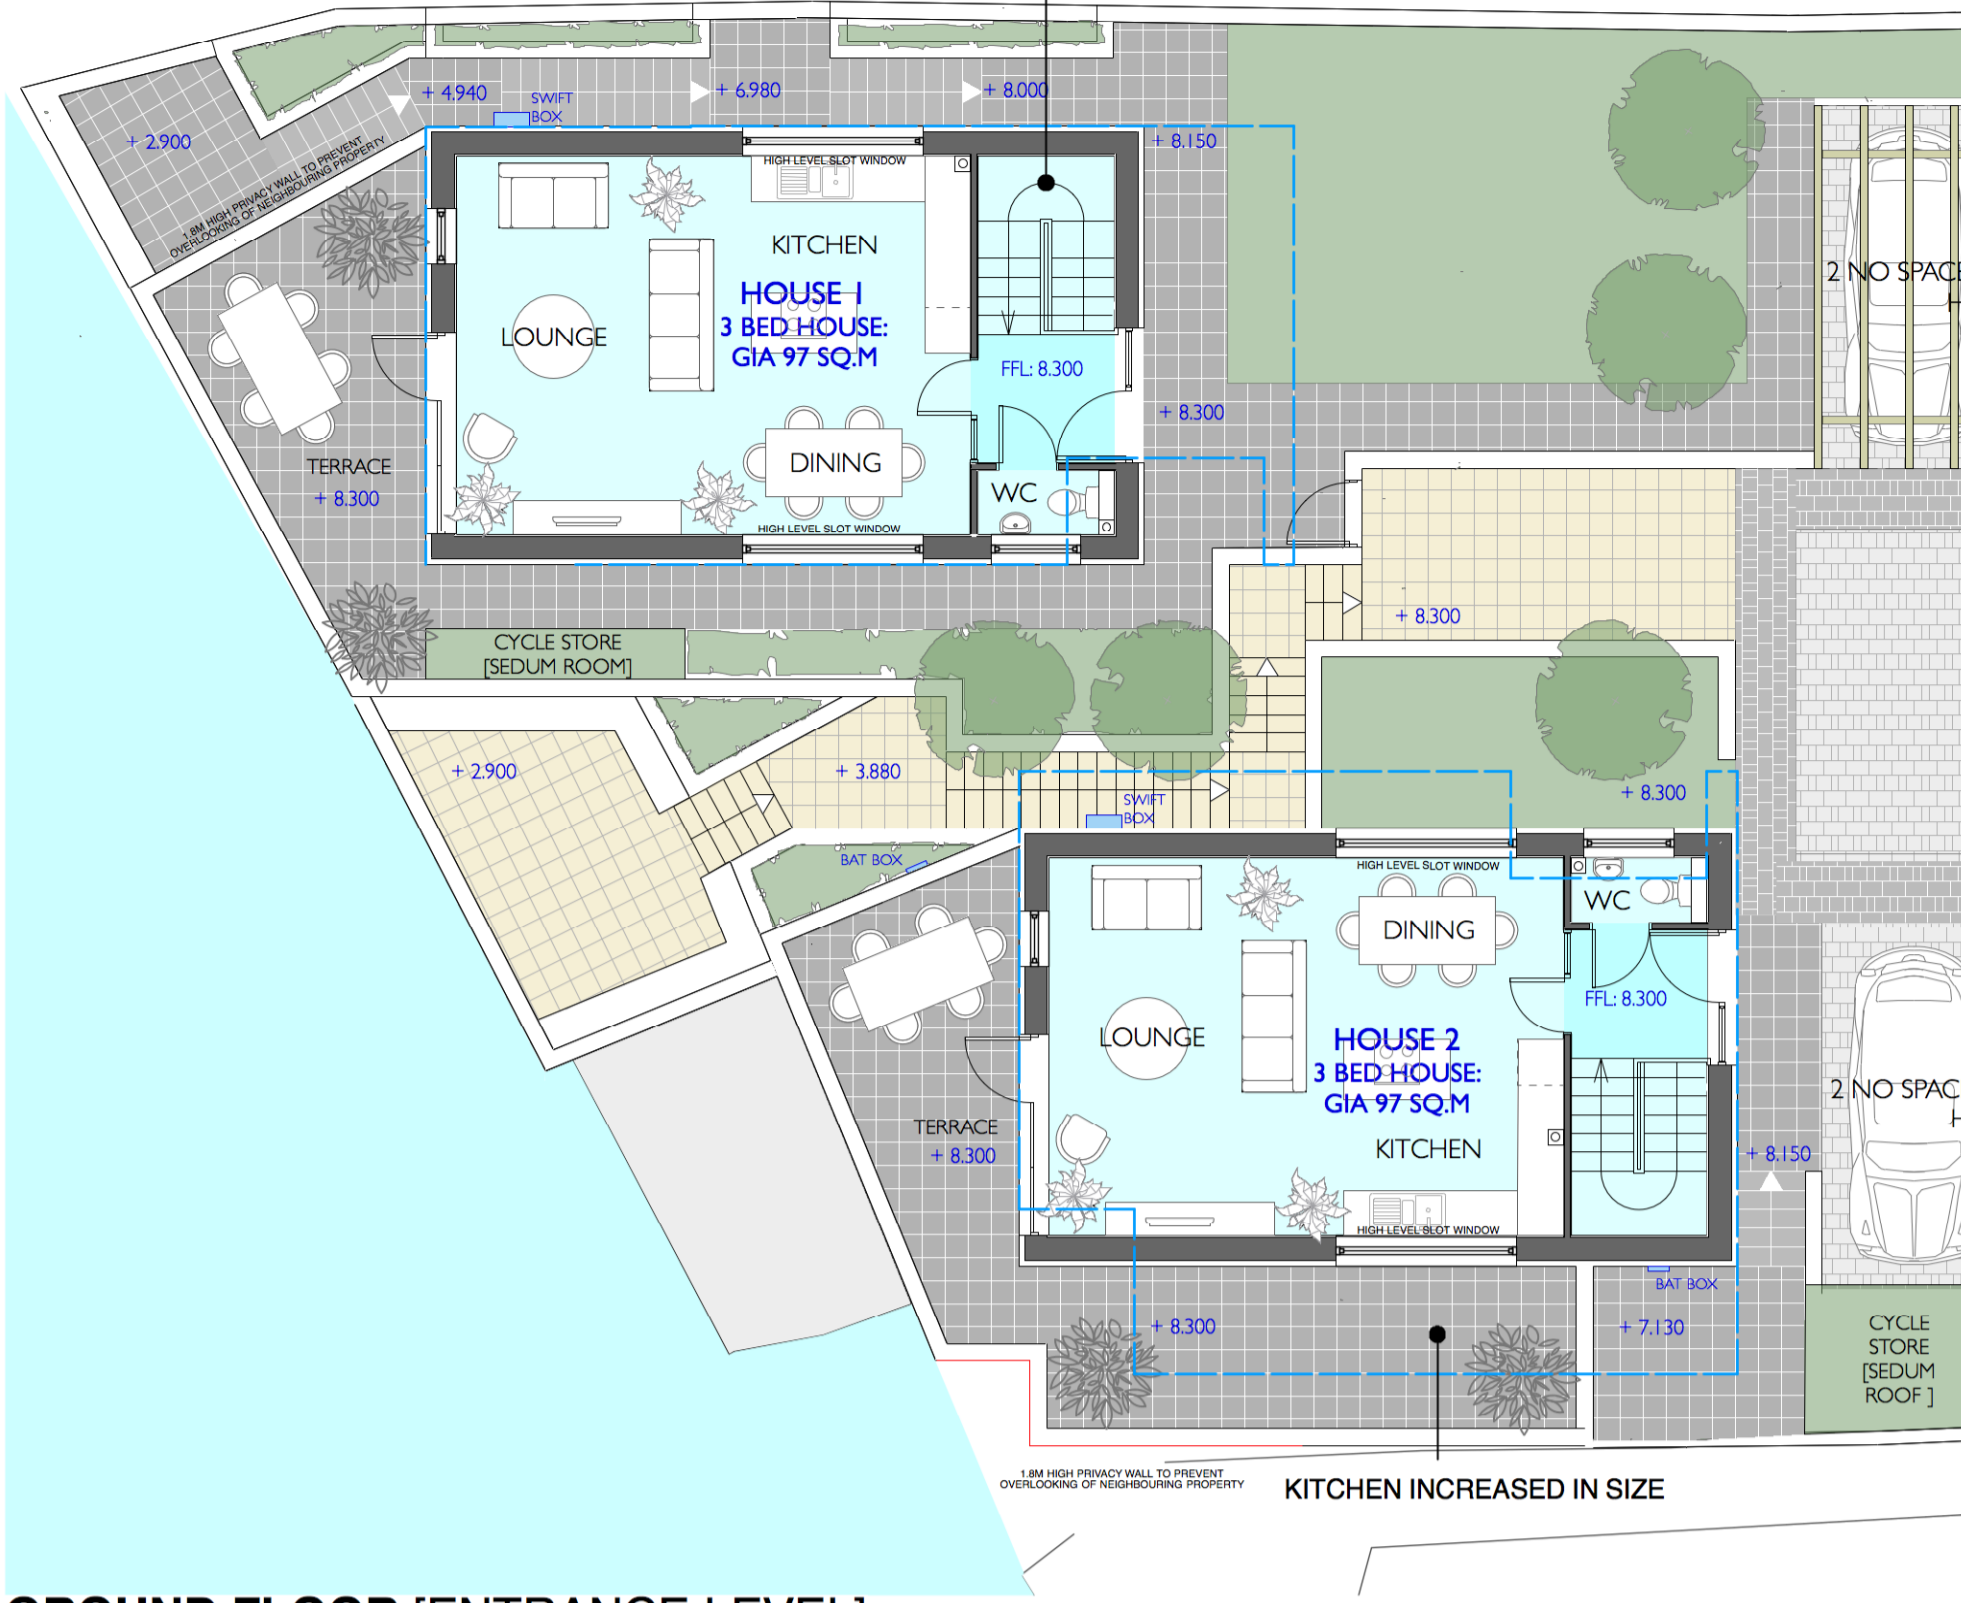 + 4.940
SWIFT
BOX
+ 6.980
+ 8.000
+ 2.900
1.8M HIGH PRIVACY WALL TO PREVENT
OVERLOOKING OF NEIGHBOURING PROPERTY
+ 8.150
HIGH LEVEL SLOT WINDOW
KITCHEN
HOUSE 1
3 BED HOUSE:
GIA 97 SQ.M
LOUNGE
FFL: 8.300
2 NO SPACE
H
+ 8.300
TERRACE
+ 8.300
DINING
WC
HIGH LEVEL SLOT WINDOW
+ 8.300
CYCLE STORE
[SEDUM ROOM]
+ 2.900
+ 3.880
+ 8.300
SWIFT
BOX
BAT BOX
HIGH LEVEL SLOT WINDOW
WC
DINING
FFL: 8.300
LOUNGE
HOUSE 2
3 BED HOUSE:
GIA 97 SQ.M
2 NO SPAC
H
TERRACE
+ 8.300
KITCHEN
+ 8.150
HIGH LEVEL SLOT WINDOW
BAT BOX
+ 8.300
+ 7.130
CYCLE
STORE
[SEDUM
ROOF ]
1.8M HIGH PRIVACY WALL TO PREVENT
OVERLOOKING OF NEIGHBOURING PROPERTY
KITCHEN INCREASED IN SIZE
GROUND FLOOR [ENTRANCE LEVEL]